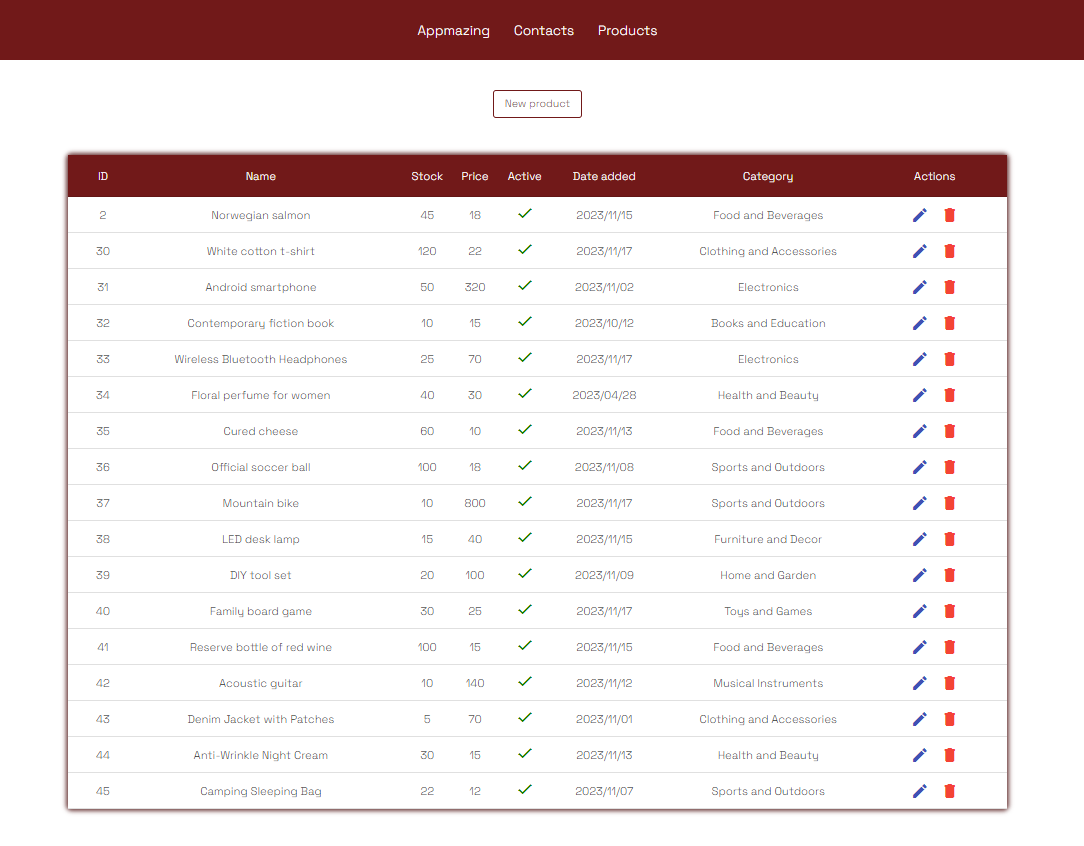 Appmazing Contacts Products
New product
ID Name Stock Price Active Date added Category Actions
2 Norwegian salmon 45 18 2023/11/15 Food and Beverages
30 White cotton t-shirt 120 22 2023/11/17 Clothing and Accessories
31 Android smartphone 50 320 2023/11/02 Electronics
32 Contemporary fiction book 10 15 2023/10/12 Books and Education
33 Wireless Bluetooth Headphones 25 70 2023/11/17 Electronics
34 Floral perfume for women 40 30 2023/04/28 Health and Beauty
35 Cured cheese 60 10 2023/11/13 Food and Beverages
36 Official soccer ball 100 18 2023/11/08 Sports and Outdoors
37 Mountain bike 10 800 2023/11/17 Sports and Outdoors
38 LED desk lamp 15 40 2023/11/15 Furniture and Decor
39 DIY tool set 20 100 2023/11/09 Home and Garden
40 Family board game 30 25 2023/11/17 Toys and Games
41 Reserve bottle of red wine 100 15 2023/11/15 Food and Beverages
42 Acoustic guitar 10 140 2023/11/12 Musical Instruments
43 Denim Jacket with Patches 5 70 2023/11/01 Clothing and Accessories
44 Anti-Wrinkle Night Cream 30 15 2023/11/13 Health and Beauty
45 Camping Sleeping Bag 22 12 2023/11/07 Sports and Outdoors